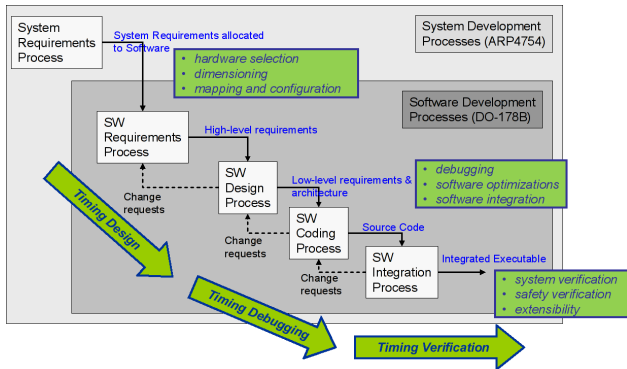 System
Requirements
Process
System Requirements allocated
to Software
System Development
Processes (ARP4754)
• hardware selection
• dimensioning
• mapping and configuration
Software Development
Processes (DO-178B)
SW
Requirements
Process
High-level requirements
SW
Design
Process
Change
requests
Low-level requirements &
architecture
• debugging
• software optimizations
• software integration
SW
Coding
Process
Change
requests
Source Code
SW
Integration
Process
Change
requests
Integrated Executable
• system verification
• safety verification
• extensibility
Timing Design
Timing Debugging
Timing Verification